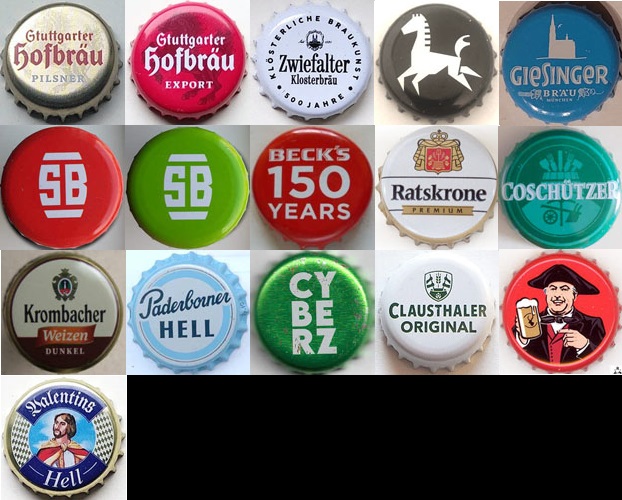 Stuttgarter
Hofbräu
PILSNER
Stuttgarter
Hofbräu
EXPORT
KLÖSTERLICHE BRAUKUNST
Zwiefalter
Klosterbräu
500 JAHRE
GIESINGER
BRÄU
MÜNCHEN
SB
SB
BECK'S
150
YEARS
Ratskrone
PREMIUM
COSCHÜTZER
Krombacher
Weizen
DUNKEL
Paderborner
HELL
CY
BE
RZ
CLAUSTHALER
ORIGINAL
Valentins
Hell